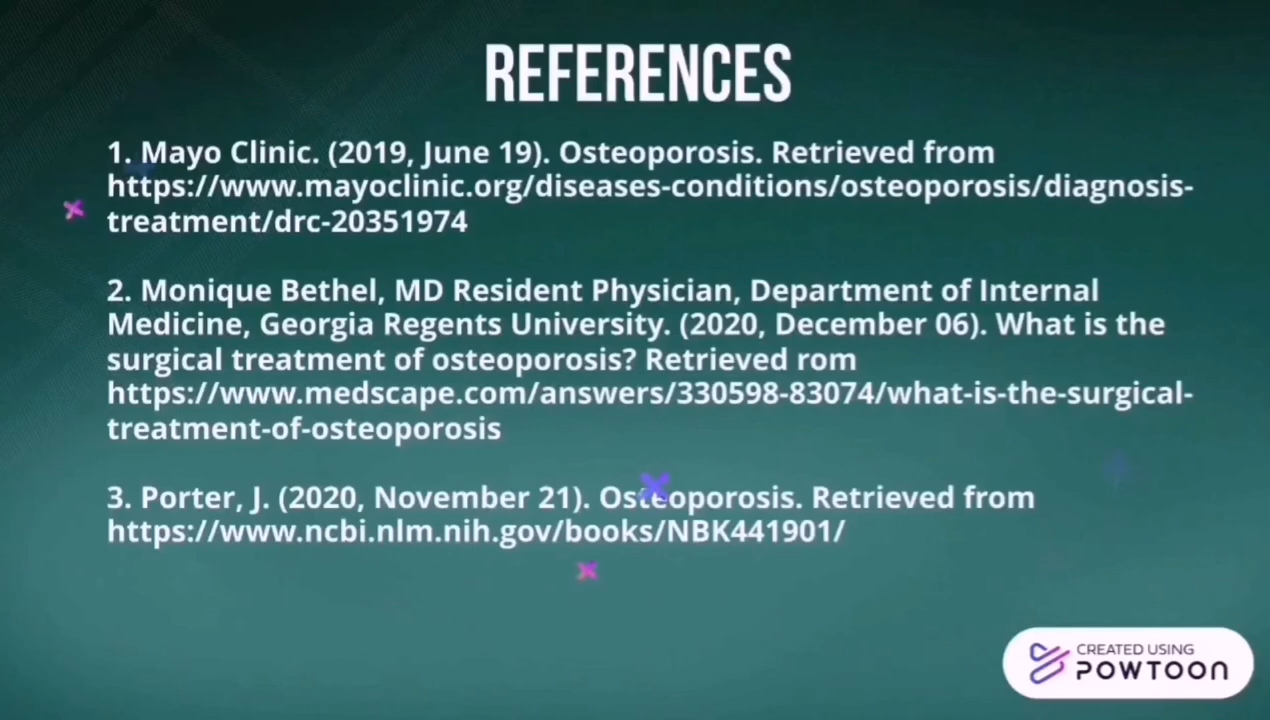 REFERENCES
1. Mayo Clinic. (2019, June 19). Osteoporosis. Retrieved from
https://www.mayoclinic.org/diseases-conditions/osteoporosis/diagnosis-
treatment/drc-20351974
2. Monique Bethel, MD Resident Physician, Department of Internal
Medicine, Georgia Regents University. (2020, December 06). What is the
surgical treatment of osteoporosis? Retrieved rom
https://www.medscape.com/answers/330598-83074/what-is-the-surgical-
treatment-of-osteoporosis
3. Porter, J. (2020, November 21). Osteoporosis. Retrieved from
https://www.ncbi.nlm.nih.gov/books/NBK441901/
CREATED USING
POWTOON